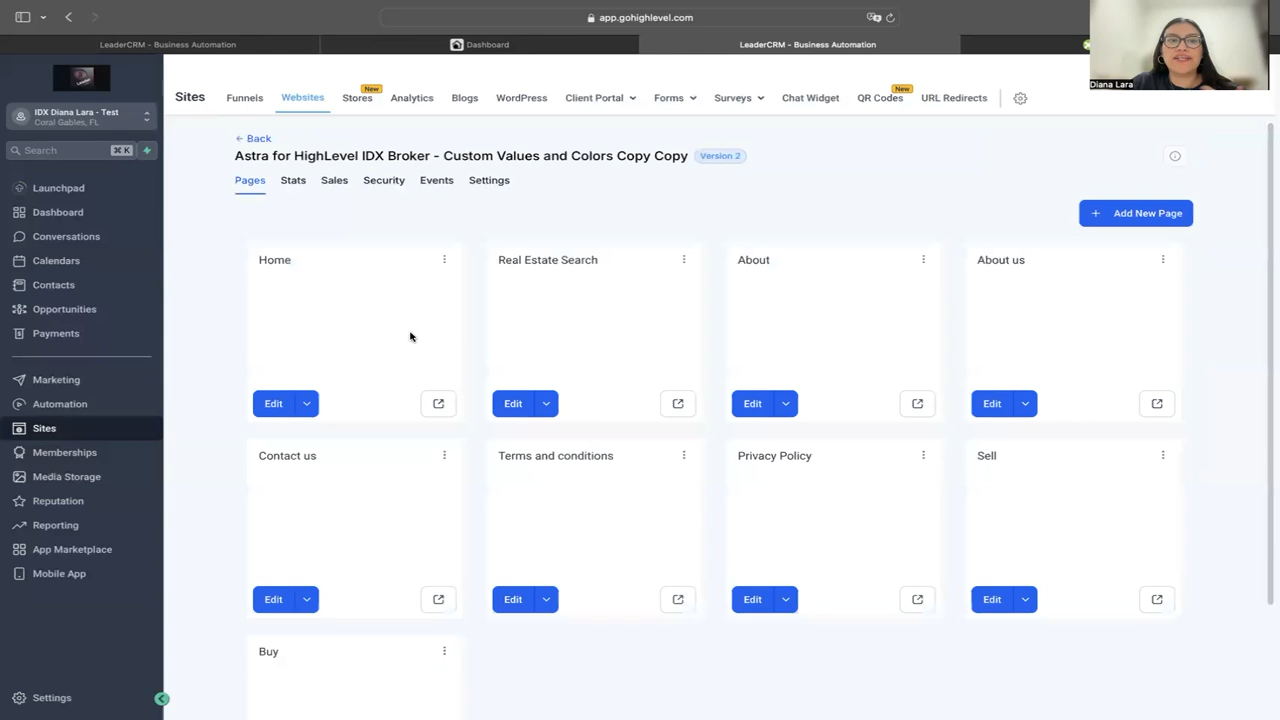 app.gohighlevel.com
LeaderCRM - Business Automation
Dashboard
LeaderCRM - Business Automation
Diana Lara
IDX Diana Lara - Test
Coral Gables, FL
Search
⌘ K
Launchpad
Dashboard
Conversations
Calendars
Contacts
Opportunities
Payments
Marketing
Automation
Sites
Memberships
Media Storage
Reputation
Reporting
App Marketplace
Mobile App
Settings
Sites
Funnels
Websites
Stores
New
Analytics
Blogs
WordPress
Client Portal
Forms
Surveys
Chat Widget
QR Codes
New
URL Redirects
Back
Astra for HighLevel IDX Broker - Custom Values and Colors Copy Copy
Version 2
Pages
Stats
Sales
Security
Events
Settings
+ Add New Page
Home
Real Estate Search
About
About us
Edit
Edit
Edit
Edit
Contact us
Terms and conditions
Privacy Policy
Sell
Edit
Edit
Edit
Edit
Buy